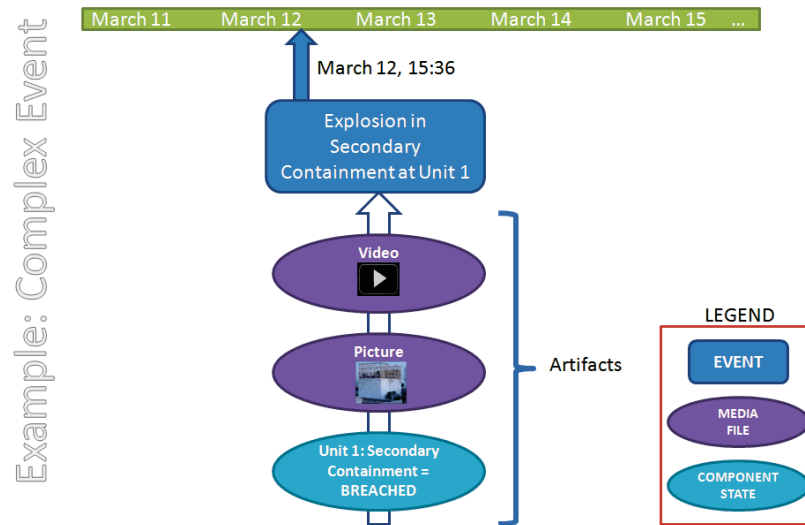 Example: Complex Event
March 11 March 12 March 13 March 14 March 15 ...
March 12, 15:36
Explosion in
Secondary
Containment at Unit 1
Video
Picture
Unit 1: Secondary
Containment =
BREACHED
Artifacts
LEGEND
EVENT
MEDIA
FILE
COMPONENT
STATE